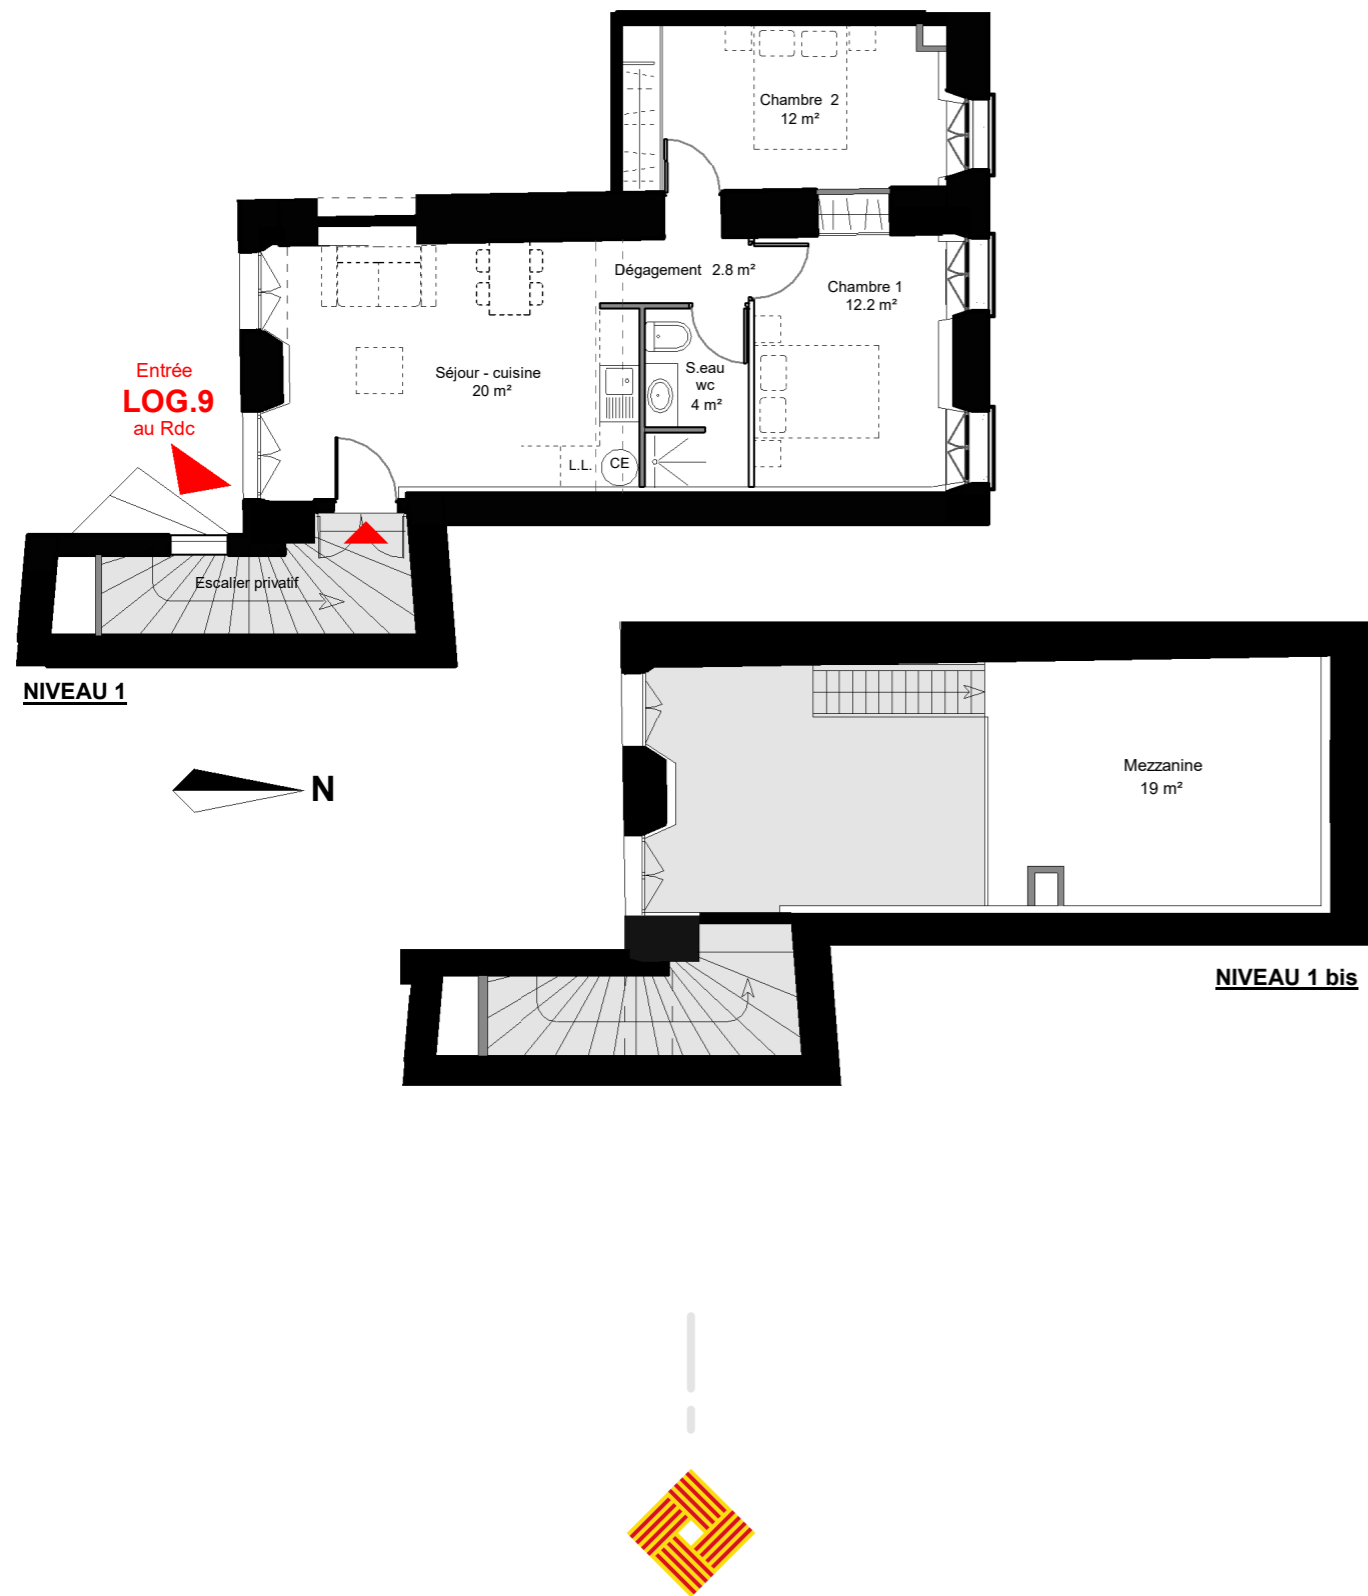 Chambre 2
12 m²
Dégagement 2.8 m²
Chambre 1
12.2 m²
Entrée
LOG.9
au Rdc
Séjour - cuisine
20 m²
S.eau
wc
4 m²
L.L.
CE
Escalier privatif
NIVEAU 1
N
Mezzanine
19 m²
NIVEAU 1 bis